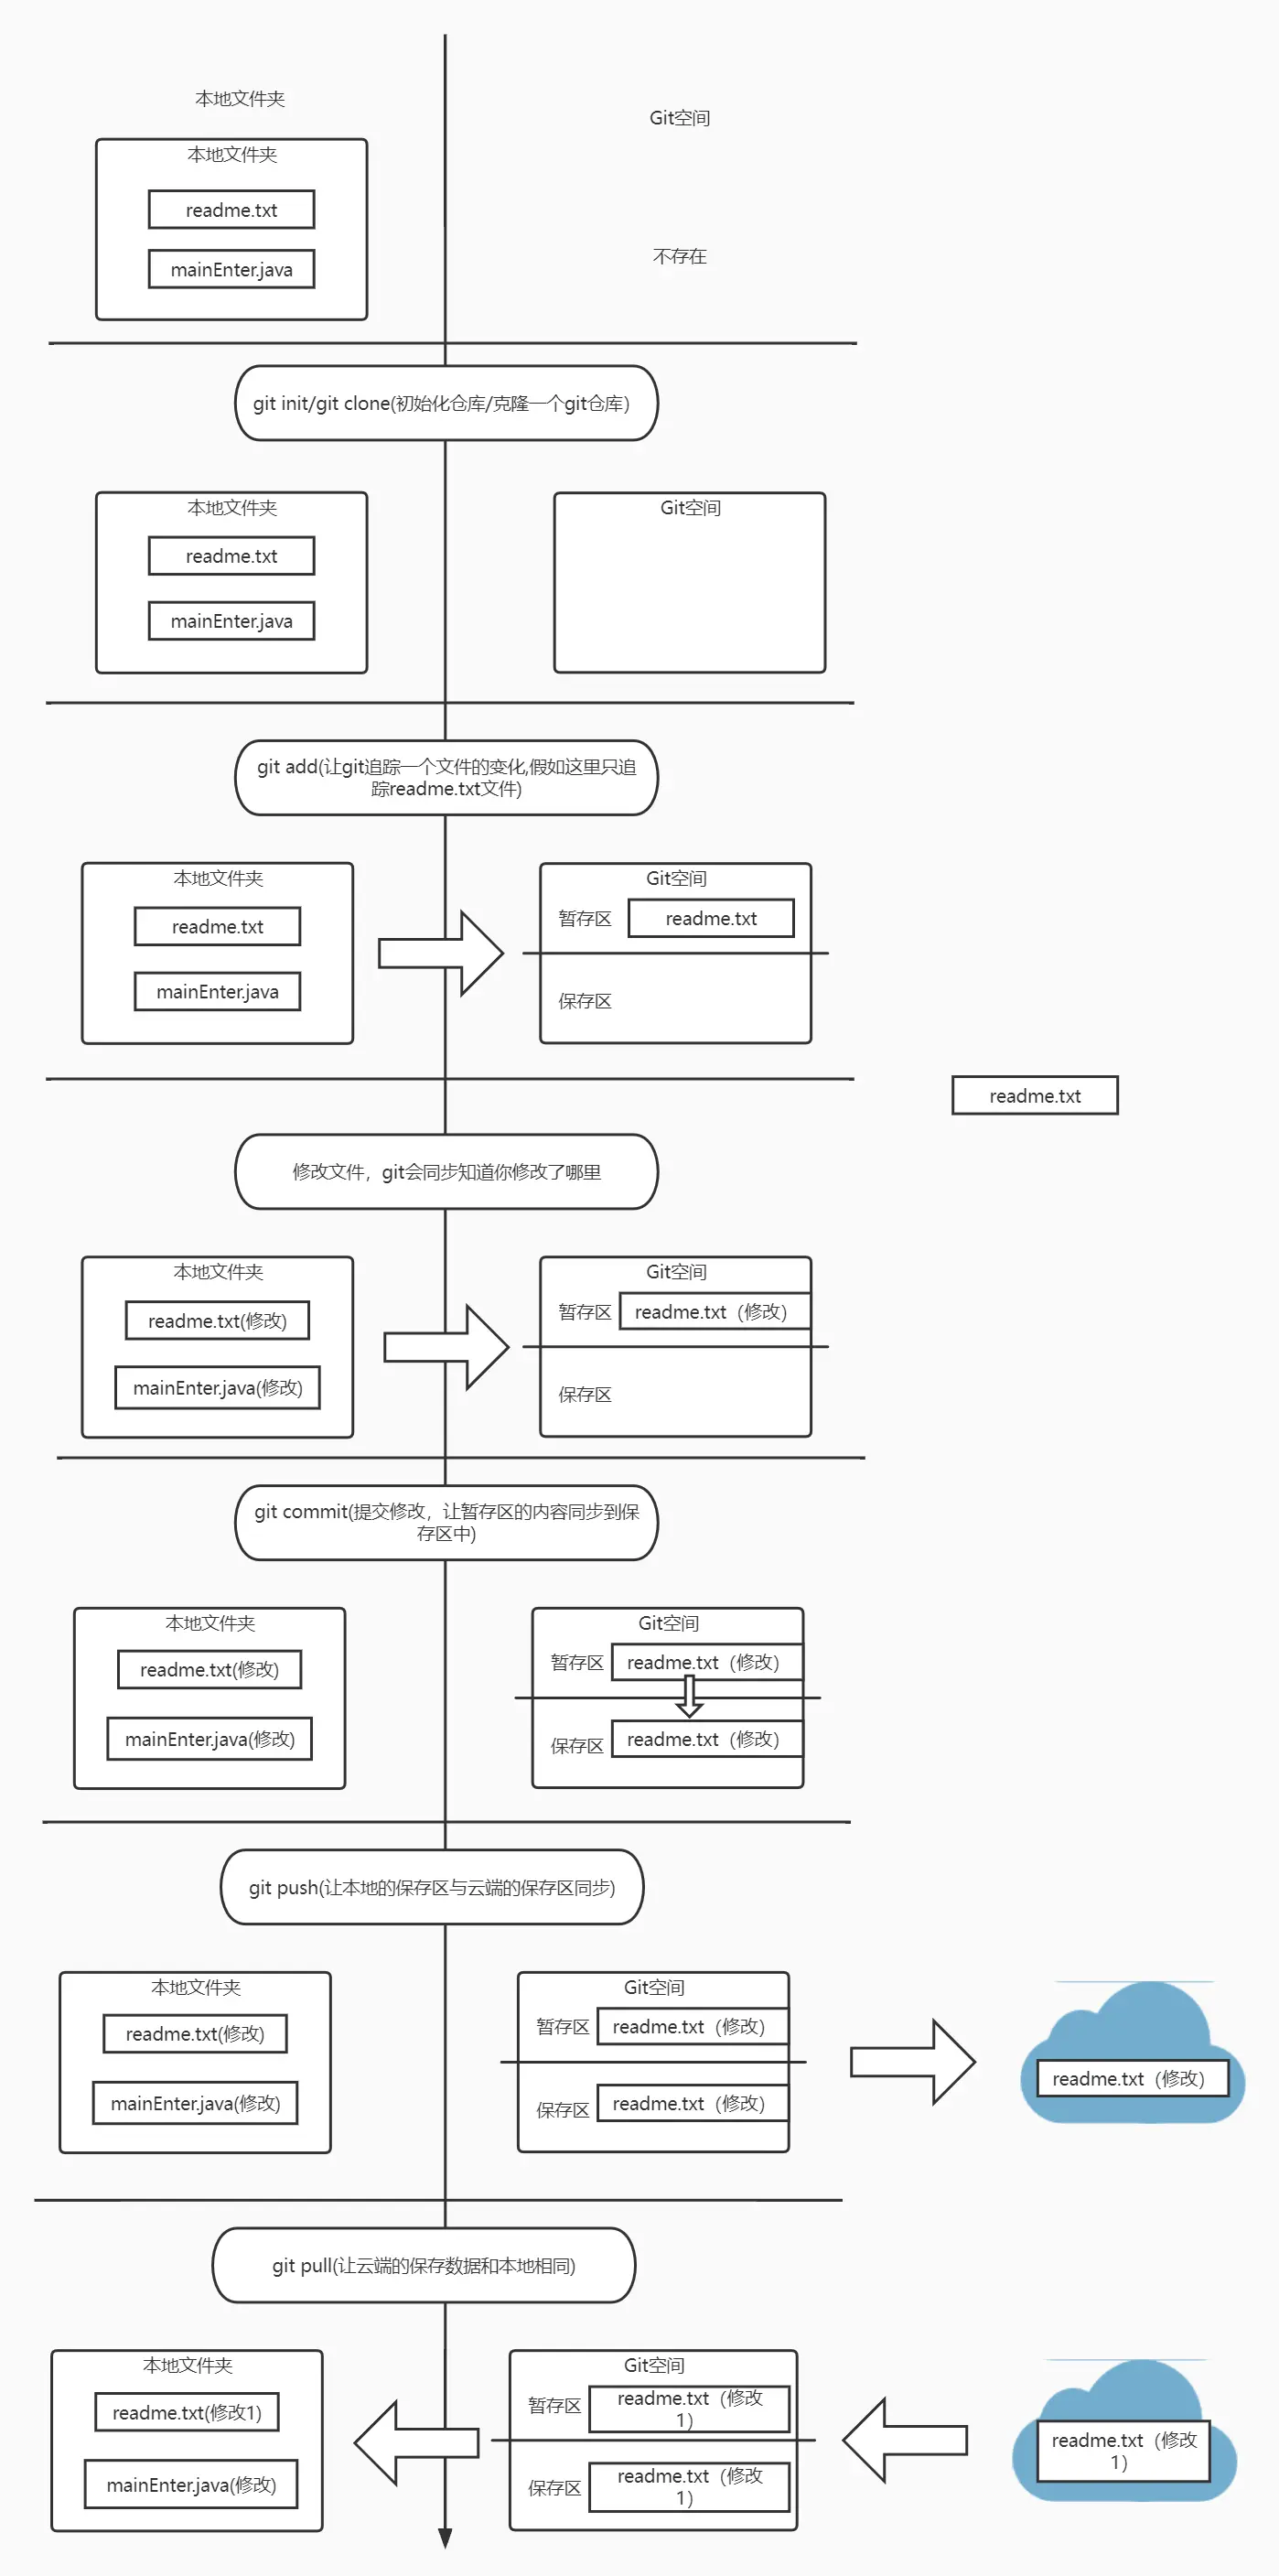 本地文件夹
Git空间
本地文件夹
readme.txt
mainEnter.java
不存在
git init/git clone(初始化仓库/克隆一个git仓库)
本地文件夹
readme.txt
mainEnter.java
Git空间
git add(让git追踪一个文件的变化,假如这里只追
踪readme.txt文件)
本地文件夹
readme.txt
mainEnter.java
Git空间
暂存区
readme.txt
保存区
readme.txt
修改文件，git会同步知道你修改了哪里
本地文件夹
readme.txt(修改)
mainEnter.java(修改)
Git空间
暂存区
readme.txt（修改）
保存区
git commit(提交修改，让暂存区的内容同步到保
存区中)
本地文件夹
readme.txt(修改)
mainEnter.java(修改)
Git空间
暂存区
readme.txt（修改）
保存区
readme.txt（修改）
git push(让本地的保存区与云端的保存区同步)
本地文件夹
readme.txt(修改)
mainEnter.java(修改)
Git空间
暂存区
readme.txt（修改）
保存区
readme.txt（修改）
readme.txt（修改）
git pull(让云端的保存数据和本地相同)
本地文件夹
readme.txt(修改1)
mainEnter.java(修改)
Git空间
暂存区
readme.txt（修改
1）
保存区
readme.txt（修改
1）
readme.txt（修改
1）